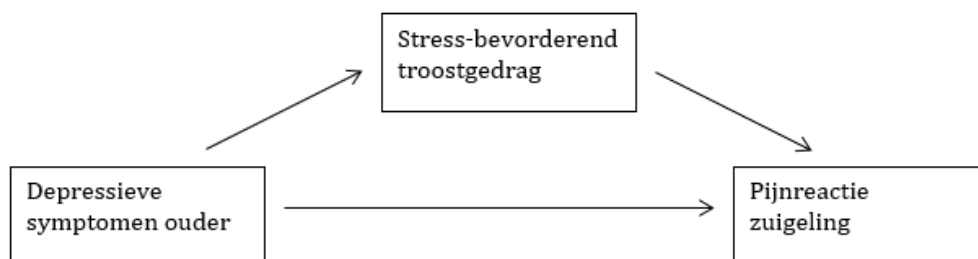 Stress-bevorderend
troostgedrag
Depressieve
symptomen ouder
Pijnreactie
zuigeling